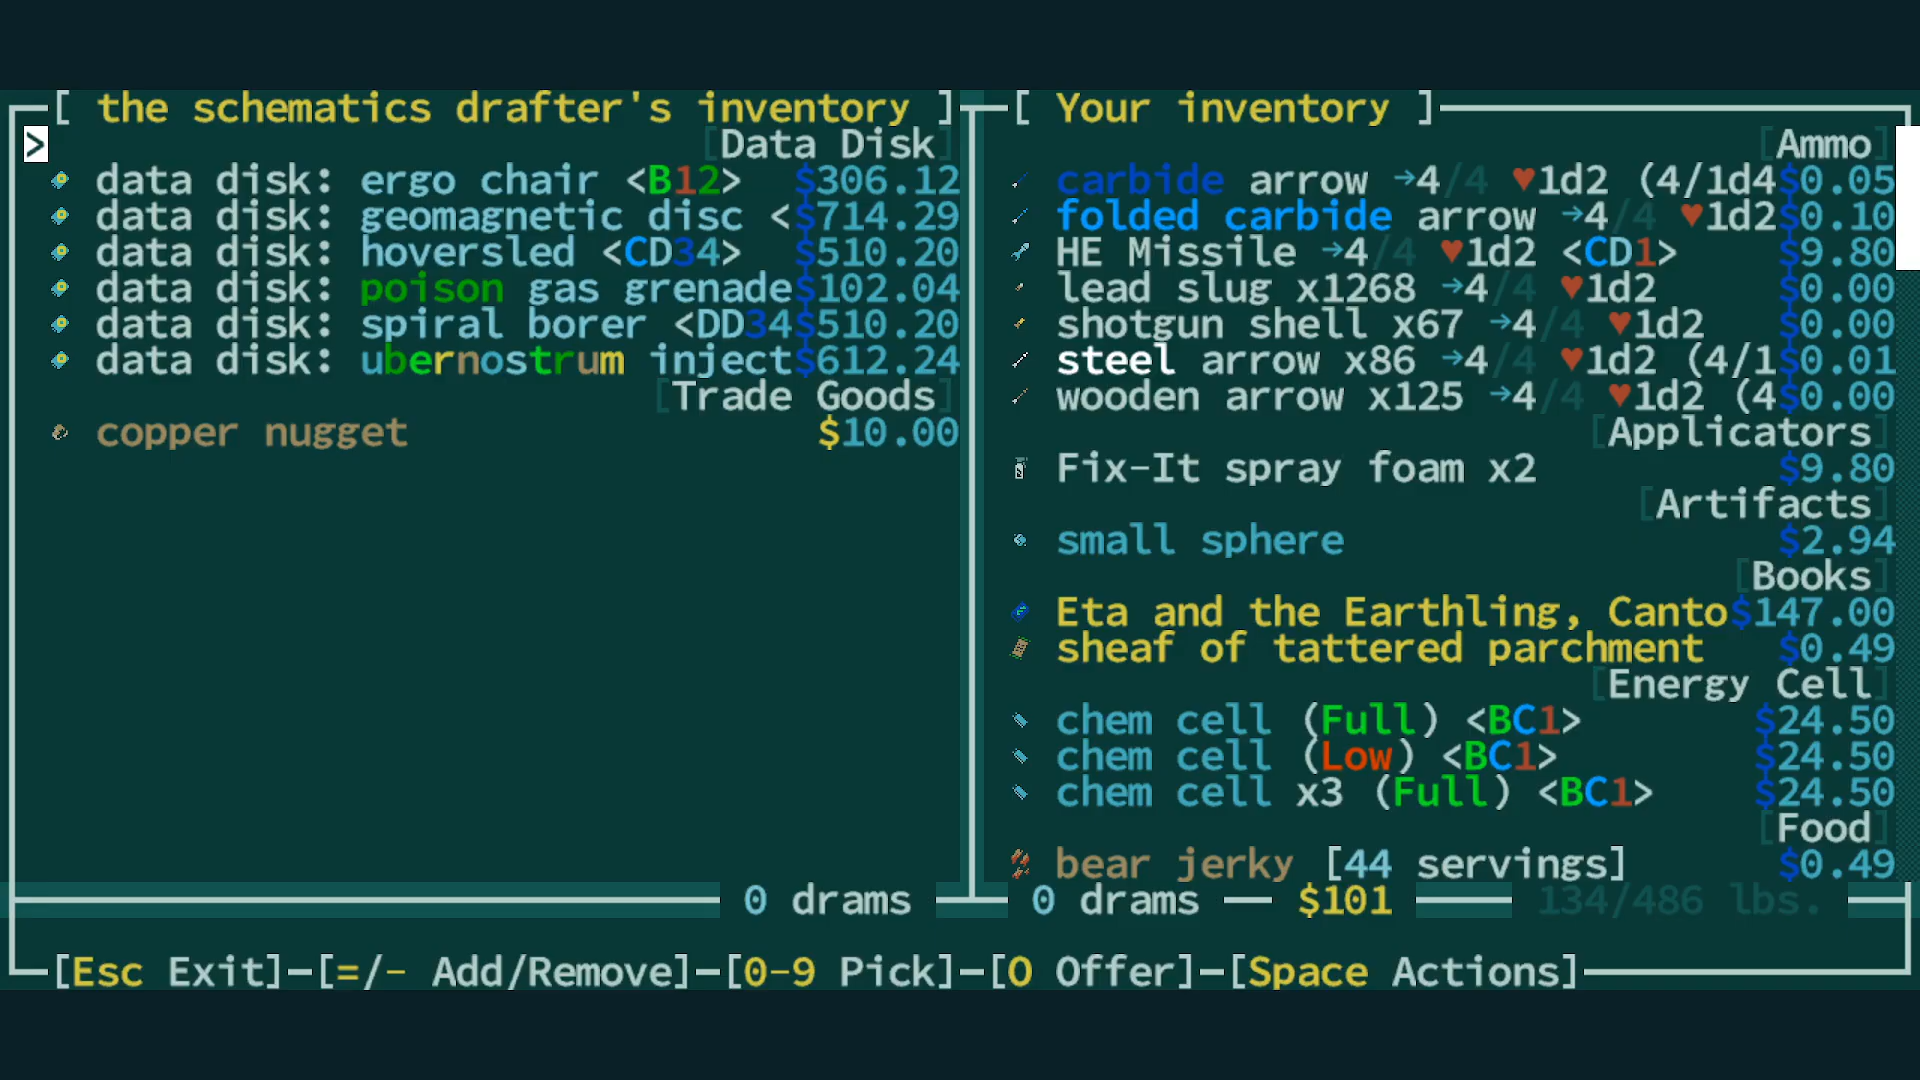 [ the schematics drafter's inventory ]
>
[Data Disk]
data disk: ergo chair <B12> $306.12
data disk: geomagnetic disc < $714.29
data disk: hoversled <CD34> $510.20
data disk: poison gas grenade $102.04
data disk: spiral borer <DD34 $510.20
data disk: ubernostrum inject $612.24
[Trade Goods]
copper nugget $10.00
0 drams
[ Your inventory ]
[Ammo]
carbide arrow →4/4 ♥1d2 (4/1d4 $0.05
folded carbide arrow →4/4 ♥1d2 $0.10
HE Missile →4/4 ♥1d2 <CD1> $9.80
lead slug x1268 →4/4 ♥1d2 $0.00
shotgun shell x67 →4/4 ♥1d2 $0.00
steel arrow x86 →4/4 ♥1d2 (4/1 $0.01
wooden arrow x125 →4/4 ♥1d2 (4 $0.00
[Applicators]
Fix-It spray foam x2 $9.80
[Artifacts]
small sphere $2.94
[Books]
Eta and the Earthling, Canto $147.00
sheaf of tattered parchment $0.49
[Energy Cell]
chem cell (Full) <BC1> $24.50
chem cell (Low) <BC1> $24.50
chem cell x3 (Full) <BC1> $24.50
[Food]
bear jerky [44 servings] $0.49
0 drams — $101 134/486 lbs.
[Esc Exit]—[=/- Add/Remove]—[0-9 Pick]—[O Offer]—[Space Actions]